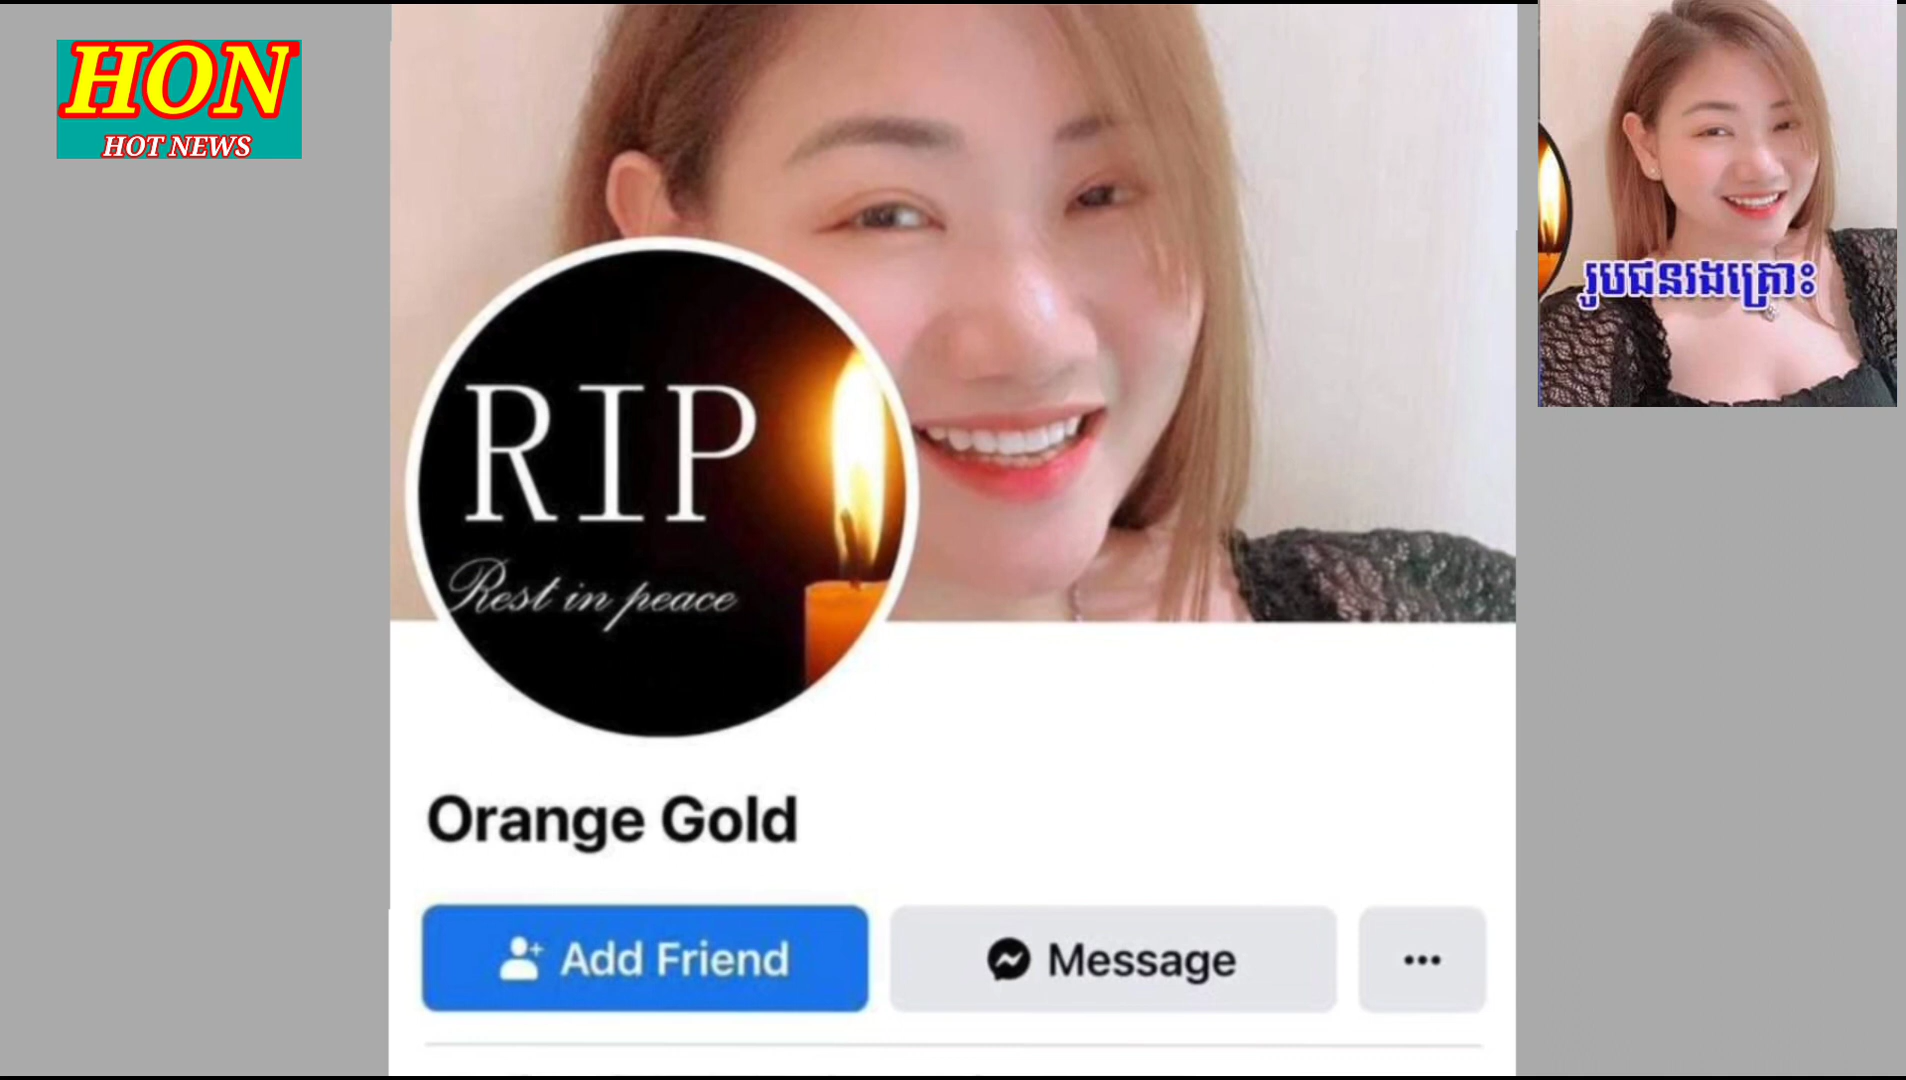 HON
HOT NEWS
រូបជនរងគ្រោះ
RIP
Rest in peace
Orange Gold
Add Friend
Message